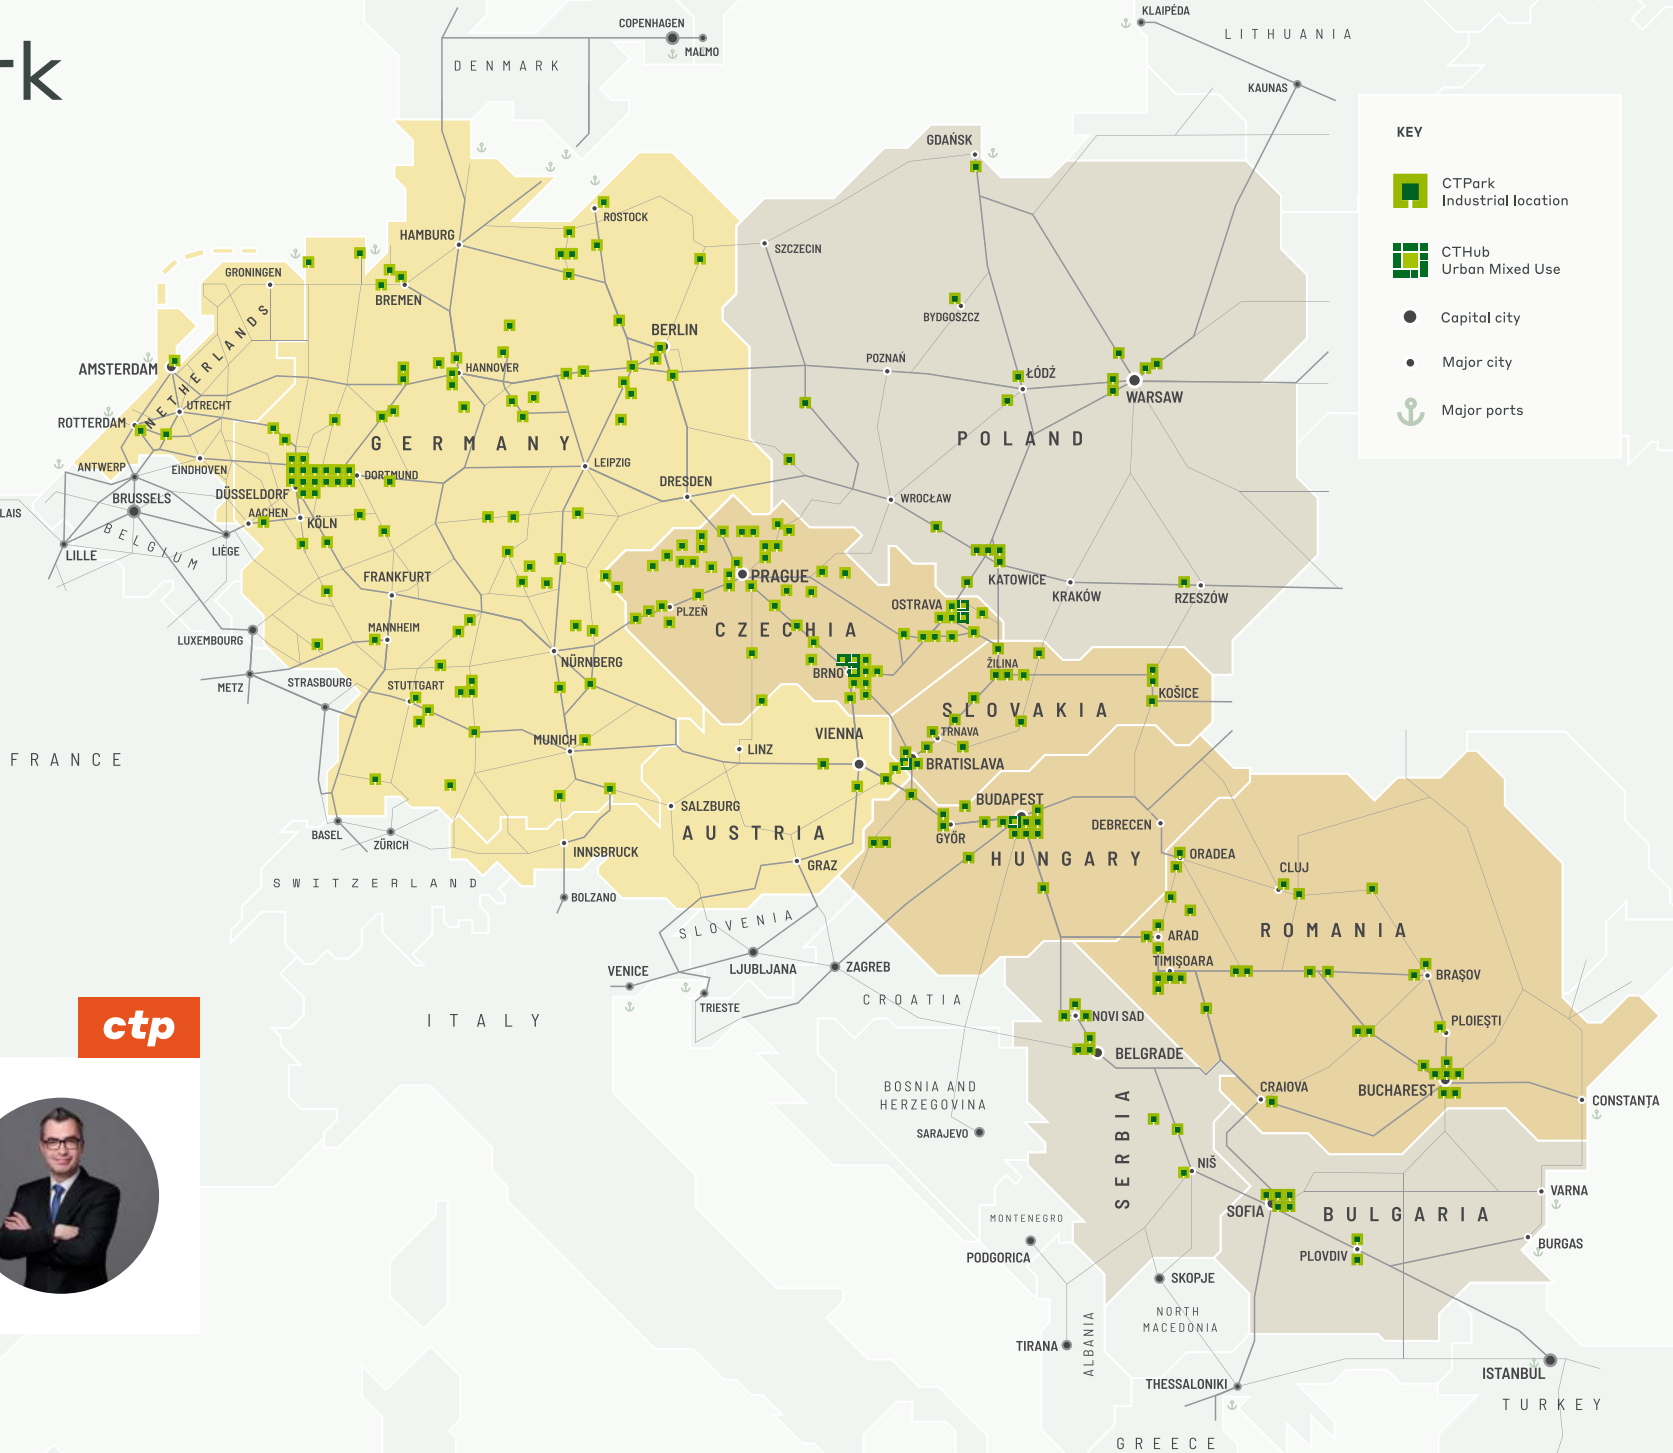 rk
KLAIPÉDA
COPENHAGEN
LITHUANIA
MALMO
DENMARK
KAUNAS
KEY
GDAŃSK
CTPark
Industrial location
ROSTOCK
HAMBURG
SZCZECIN
CTHub
Urban Mixed Use
GRONINGEN
BREMEN
BYDGOSZCZ
Capital city
NETHERLANDS
BERLIN
AMSTERDAM
HANNOVER
POZNAŃ
ŁÓDŹ
Major city
WARSAW
UTRECHT
Major ports
ROTTERDAM
GERMANY
POLAND
ANTWERP
EINDHOVEN
DORTMUND
LEIPZIG
DRESDEN
BRUSSELS
DÜSSELDORF
WROCŁAW
LAIS
AACHEN
KÖLN
BELGIUM
LIÈGE
LILLE
FRANKFURT
PRAGUE
KATOWICE
KRAKÓW
RZESZÓW
OSTRAVA
PLZEŇ
LUXEMBOURG
MANNHEIM
CZECHIA
NÜRNBERG
ŽILINA
METZ
STRASBOURG
STUTTGART
BRNO
KOŠICE
SLOVAKIA
MUNICH
LINZ
VIENNA
TRNAVA
FRANCE
BRATISLAVA
SALZBURG
BUDAPEST
BASEL
ZÜRICH
AUSTRIA
GYŐR
DEBRECEN
INNSBRUCK
GRAZ
HUNGARY
ORADEA
CLUJ
SWITZERLAND
BOLZANO
SLOVENIA
ROMANIA
ARAD
TIMIŞOARA
VENICE
LJUBLJANA
ZAGREB
BRAŞOV
TRIESTE
CROATIA
ctp
ITALY
NOVI SAD
PLOIEŞTI
BELGRADE
BOSNIA AND
HERZEGOVINA
CRAIOVA
BUCHAREST
CONSTANȚA
SARAJEVO
SERBIA
NIŠ
VARNA
MONTENEGRO
SOFIA
BULGARIA
PODGORICA
PLOVDIV
BURGAS
SKOPJE
NORTH
MACEDONIA
TIRANA
ALBANIA
THESSALONIKI
ISTANBUL
TURKEY
GREECE